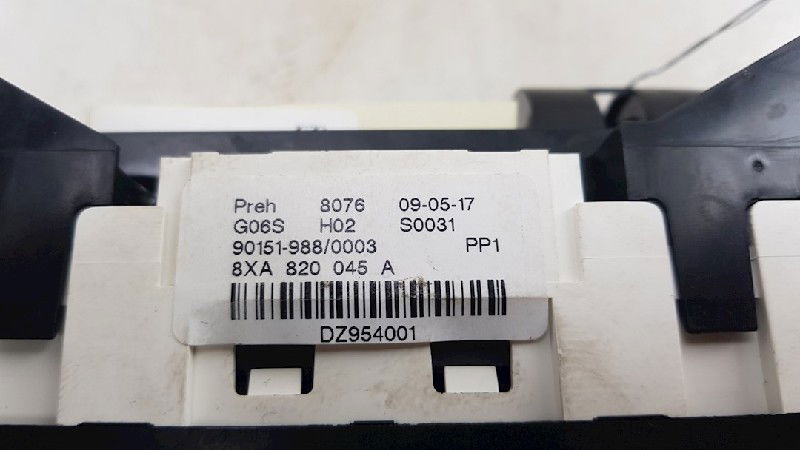 Preh 8076 09-05-17
G06S H02 S0031
90151-988/0003 PP1
8XA 820 045 A
DZ954001